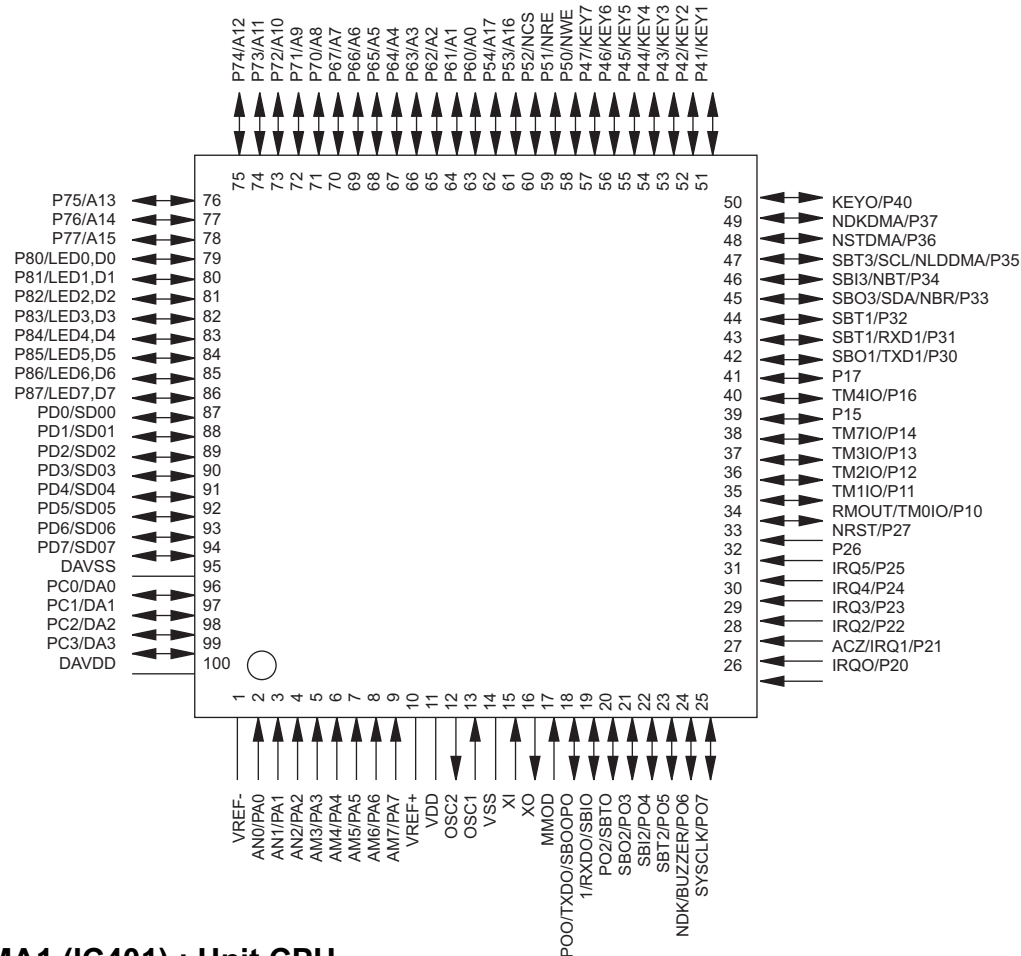 P74/A12
P73/A11
P72/A10
P71/A9
P70/A8
P67/A7
P66/A6
P65/A5
P64/A4
P63/A3
P62/A2
P61/A1
P60/A0
P54/A17
P53/A16
P52/NCS
P51/NRE
P50/NWE
P47/KEY7
P46/KEY6
P45/KEY5
P44/KEY4
P43/KEY3
P42/KEY2
P41/KEY1
75
74
73
72
71
70
69
68
67
66
65
64
63
62
61
60
59
58
57
56
55
54
53
52
51
P75/A13 76
P76/A14 77
P77/A15 78
P80/LED0,D0 79
P81/LED1,D1 80
P82/LED2,D2 81
P83/LED3,D3 82
P84/LED4,D4 83
P85/LED5,D5 84
P86/LED6,D6 85
P87/LED7,D7 86
PD0/SD00 87
PD1/SD01 88
PD2/SD02 89
PD3/SD03 90
PD4/SD04 91
PD5/SD05 92
PD6/SD06 93
PD7/SD07 94
DAVSS 95
PC0/DA0 96
PC1/DA1 97
PC2/DA2 98
PC3/DA3 99
DAVDD 100
50 KEYO/P40
49 NDKDMA/P37
48 NSTDMA/P36
47 SBT3/SCL/NLDDMA/P35
46 SBI3/NBT/P34
45 SBO3/SDA/NBR/P33
44 SBT1/P32
43 SBT1/RXD1/P31
42 SBO1/TXD1/P30
41 P17
40 TM4IO/P16
39 P15
38 TM7IO/P14
37 TM3IO/P13
36 TM2IO/P12
35 TM1IO/P11
34 RMOUT/TM0IO/P10
33 NRST/P27
32 P26
31 IRQ5/P25
30 IRQ4/P24
29 IRQ3/P23
28 IRQ2/P22
27 ACZ/IRQ1/P21
26 IRQO/P20
1
2
3
4
5
6
7
8
9
10
11
12
13
14
15
16
17
18
19
20
21
22
23
24
25
VREF-
AN0/PA0
AN1/PA1
AN2/PA2
AM3/PA3
AM4/PA4
AM5/PA5
AM6/PA6
AM7/PA7
VREF+
VDD
OSC2
OSC1
VSS
XI
XO
MMOD
POO/TXDO/SBOOPO
1/RXDO/SBIO
PO2/SBTO
SBO2/PO3
SBI2/PO4
SBT2/PO5
NDK/BUZZER/PO6
SYSCLK/PO7